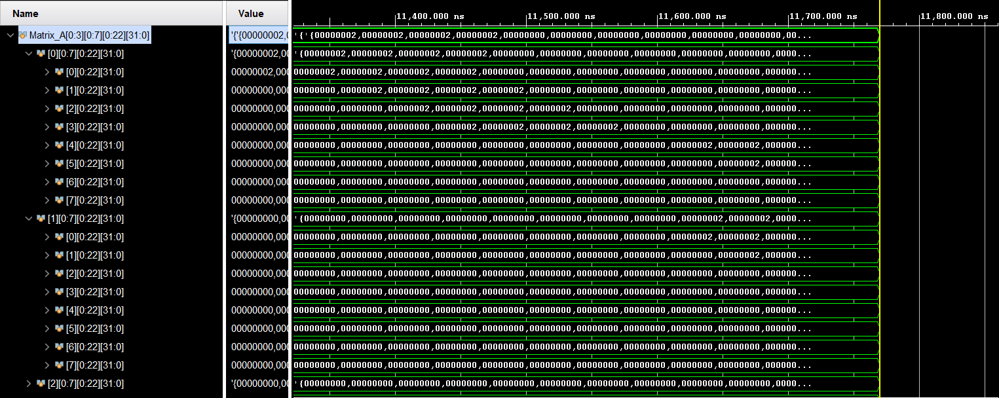 Name Value
11,400.000 ns 11,500.000 ns 11,600.000 ns 11,700.000 ns 11,800.000 ns
Matrix_A[0:3][0:7][0:22][31:0] '{'{00000002,0 '{'{00000002,00000002,00000002,00000002,00000000,00000000,00000000,00000000,00000000,00000000,00...
[0][0:7][0:22][31:0] '{00000002,00 '{00000002,00000002,00000002,00000002,00000000,00000000,00000000,00000000,00000000,00000000,0000...
[0][0:22][31:0] 00000002,000 00000002,00000002,00000002,00000002,00000000,00000000,00000000,00000000,00000000,00000000,000000...
[1][0:22][31:0] 00000000,000 00000000,00000002,00000002,00000002,00000002,00000000,00000000,00000000,00000000,00000000,000000...
[2][0:22][31:0] 00000000,000 00000000,00000000,00000002,00000002,00000002,00000002,00000000,00000000,00000000,00000000,000000...
[3][0:22][31:0] 00000000,000 00000000,00000000,00000000,00000002,00000002,00000002,00000002,00000000,00000000,00000000,000000...
[4][0:22][31:0] 00000000,000 00000000,00000000,00000000,00000000,00000000,00000000,00000000,00000000,00000002,00000002,000000...
[5][0:22][31:0] 00000000,000 00000000,00000000,00000000,00000000,00000000,00000000,00000000,00000000,00000000,00000002,000000...
[6][0:22][31:0] 00000000,000 00000000,00000000,00000000,00000000,00000000,00000000,00000000,00000000,00000000,00000000,000000...
[7][0:22][31:0] 00000000,000 00000000,00000000,00000000,00000000,00000000,00000000,00000000,00000000,00000000,00000000,000000...
[1][0:7][0:22][31:0] '{00000000,00 '{00000000,00000000,00000000,00000000,00000000,00000000,00000000,00000000,00000002,00000002,0000...
[0][0:22][31:0] 00000000,000 00000000,00000000,00000000,00000000,00000000,00000000,00000000,00000000,00000002,00000002,000000...
[1][0:22][31:0] 00000000,000 00000000,00000000,00000000,00000000,00000000,00000000,00000000,00000000,00000000,00000002,000000...
[2][0:22][31:0] 00000000,000 00000000,00000000,00000000,00000000,00000000,00000000,00000000,00000000,00000000,00000000,000000...
[3][0:22][31:0] 00000000,000 00000000,00000000,00000000,00000000,00000000,00000000,00000000,00000000,00000000,00000000,000000...
[4][0:22][31:0] 00000000,000 00000000,00000000,00000000,00000000,00000000,00000000,00000000,00000000,00000000,00000000,000000...
[5][0:22][31:0] 00000000,000 00000000,00000000,00000000,00000000,00000000,00000000,00000000,00000000,00000000,00000000,000000...
[6][0:22][31:0] 00000000,000 00000000,00000000,00000000,00000000,00000000,00000000,00000000,00000000,00000000,00000000,000000...
[7][0:22][31:0] 00000000,000 00000000,00000000,00000000,00000000,00000000,00000000,00000000,00000000,00000000,00000000,000000...
[2][0:7][0:22][31:0] '{00000000,00 '{00000000,00000000,00000000,00000000,00000000,00000000,00000000,00000000,00000000,00000000,0000...